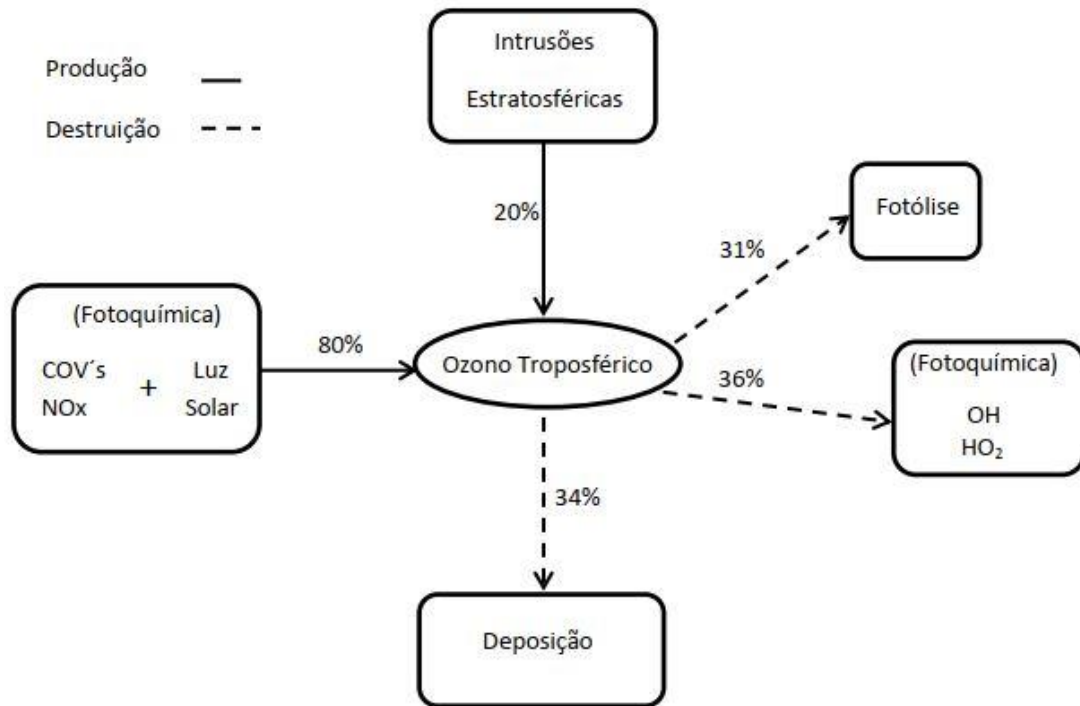 Produção
Destruição
Intrusões
Estratosféricas
20%
Fotólise
31%
(Fotoquímica)
COV´s + Luz
NOx Solar
80%
Ozono Troposférico
36%
(Fotoquímica)
OH
HO₂
34%
Deposição